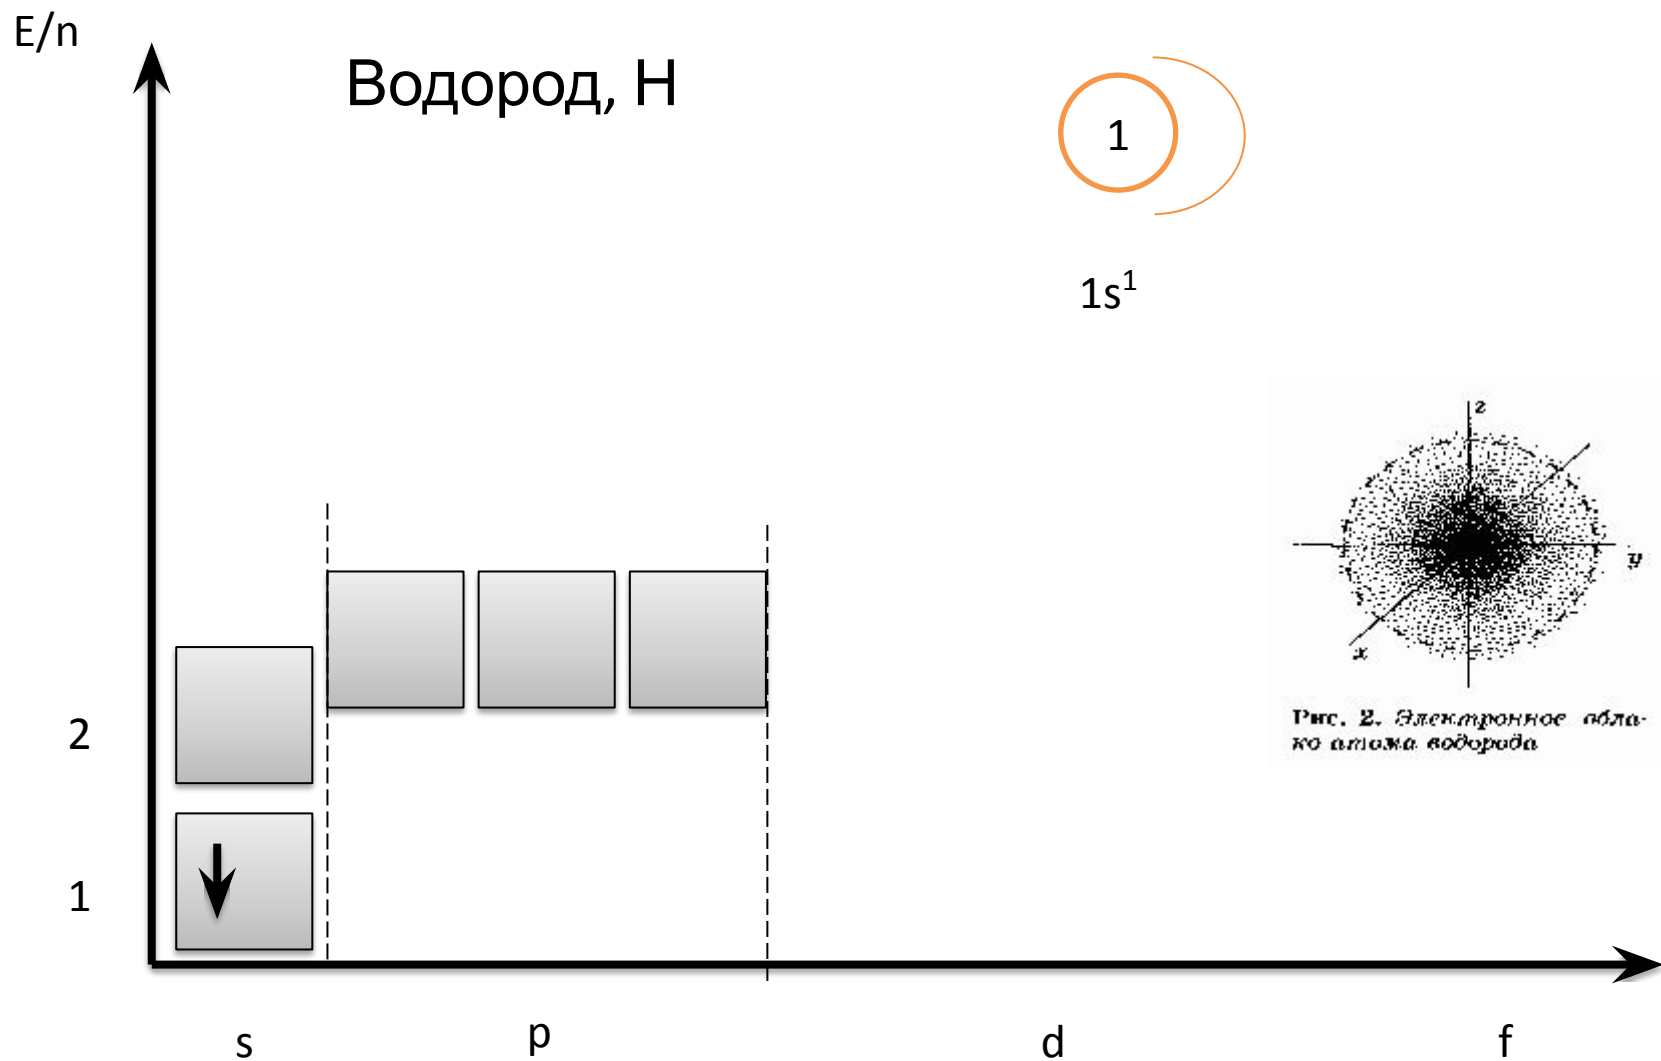 E/n
Водород, Н
1
1s¹
z
y
x
Рис. 2. Электронное обла-
ко атома водорода
2
1
s
p
d
f